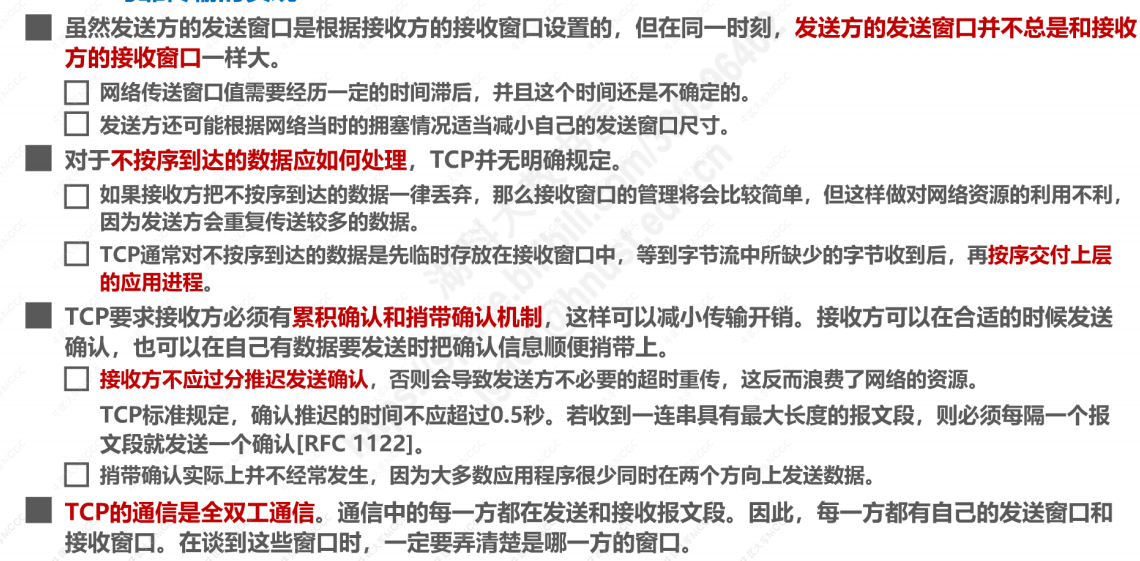 虽然发送方的发送窗口是根据接收方的接收窗口设置的，但在同一时刻，发送方的发送窗口并不总是和接收
方的接收窗口一样大。
网络传送窗口值需要经历一定的时间滞后，并且这个时间还是不确定的。
发送方还可能根据网络当时的拥塞情况适当减小自己的发送窗口尺寸。
对于不按序到达的数据应如何处理，TCP并无明确规定。
如果接收方把不按序到达的数据一律丢弃，那么接收窗口的管理将会比较简单，但这样做对网络资源的利用不利，
因为发送方会重复传送较多的数据。
TCP通常对不按序到达的数据是先临时存放在接收窗口中，等到字节流中所缺少的字节收到后，再按序交付上层
的应用进程。
TCP要求接收方必须有累积确认和捎带确认机制，这样可以减小传输开销。接收方可以在合适的时候发送
确认，也可以在自己有数据要发送时把确认信息顺便捎带上。
接收方不应过分推迟发送确认，否则会导致发送方不必要的超时重传，这反而浪费了网络的资源。
TCP标准规定，确认推迟的时间不应超过0.5秒。若收到一连串具有最大长度的报文段，则必须每隔一个报
文段就发送一个确认[RFC 1122]。
捎带确认实际上并不经常发生，因为大多数应用程序很少同时在两个方向上发送数据。
TCP的通信是全双工通信。通信中的每一方都在发送和接收报文段。因此，每一方都有自己的发送窗口和
接收窗口。在谈到这些窗口时，一定要弄清楚是哪一方的窗口。